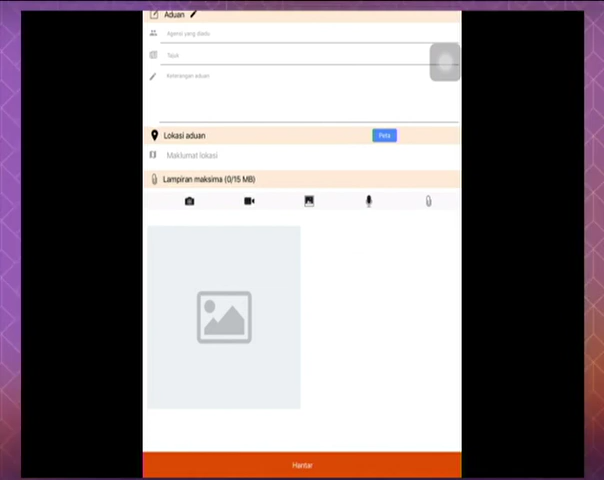 Aduan
Agensi yang diadu
Tajuk
Keterangan aduan
Lokasi aduan
Peta
Maklumat lokasi
Lampiran maksima (0/15 MB)
Hantar